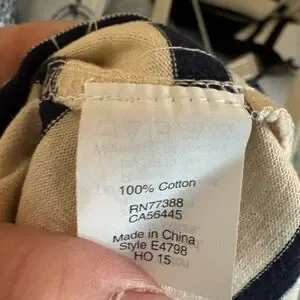 100% Cotton
RN77388
CA56445
Made in China
Style E4798
HO 15